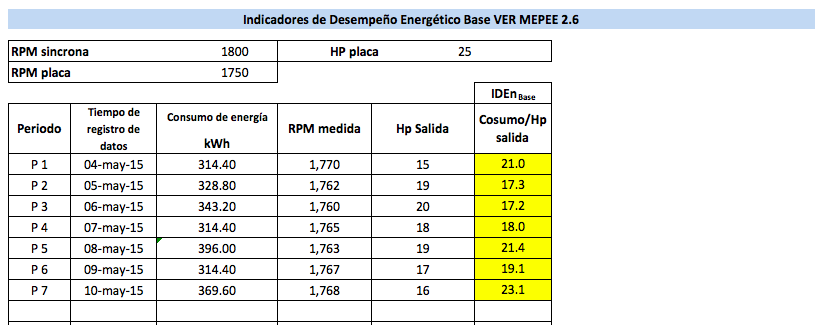 Indicadores de Desempeño Energético Base VER MEPEE 2.6
RPM sincrona 1800 HP placa 25
RPM placa 1750
IDEn Base
Periodo Tiempo de registro de datos Consumo de energía kWh RPM medida Hp Salida Cosumo/Hp salida
P 1 04-may-15 314.40 1,770 15 21.0
P 2 05-may-15 328.80 1,762 19 17.3
P 3 06-may-15 343.20 1,760 20 17.2
P 4 07-may-15 314.40 1,765 18 18.0
P 5 08-may-15 396.00 1,763 19 21.4
P 6 09-may-15 314.40 1,767 17 19.1
P 7 10-may-15 369.60 1,768 16 23.1